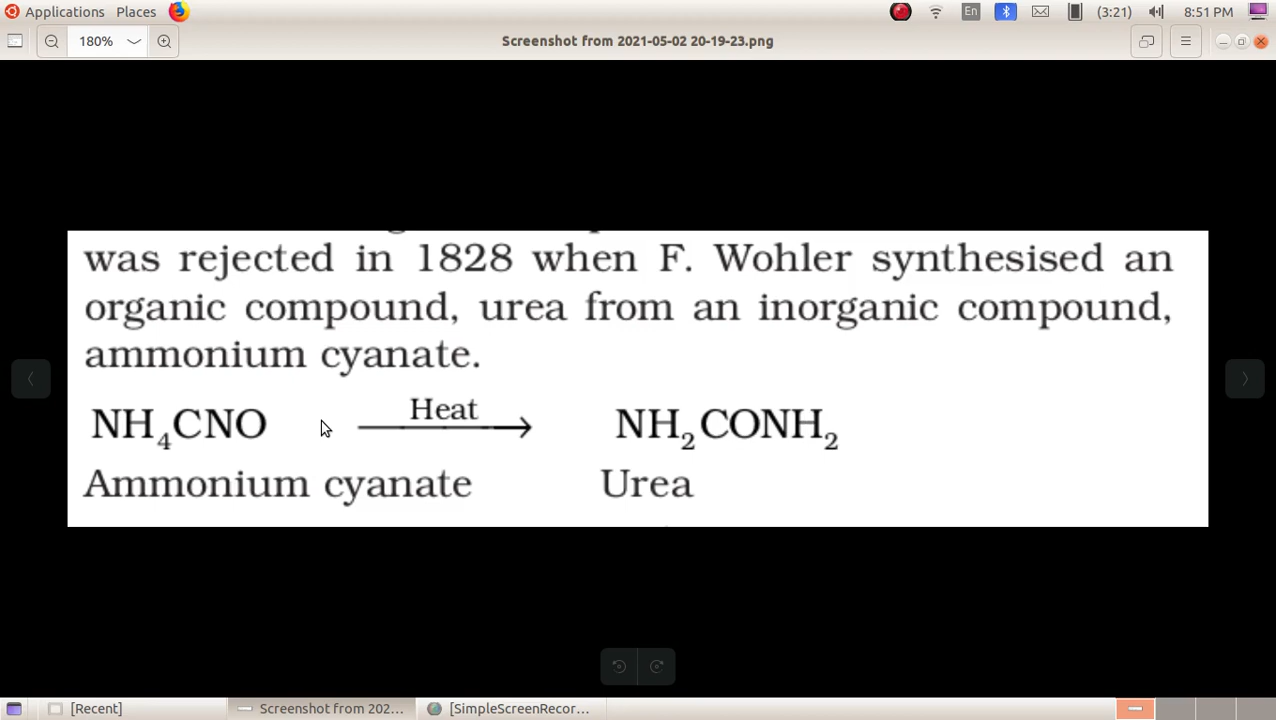 Applications Places En (3:21) 8:51 PM
180% Screenshot from 2021-05-02 20-19-23.png
was rejected in 1828 when F. Wohler synthesised an
organic compound, urea from an inorganic compound,
ammonium cyanate.
NH₄CNO Heat NH₂CONH₂
Ammonium cyanate Urea
[Recent] Screenshot from 202... [SimpleScreenRecor...